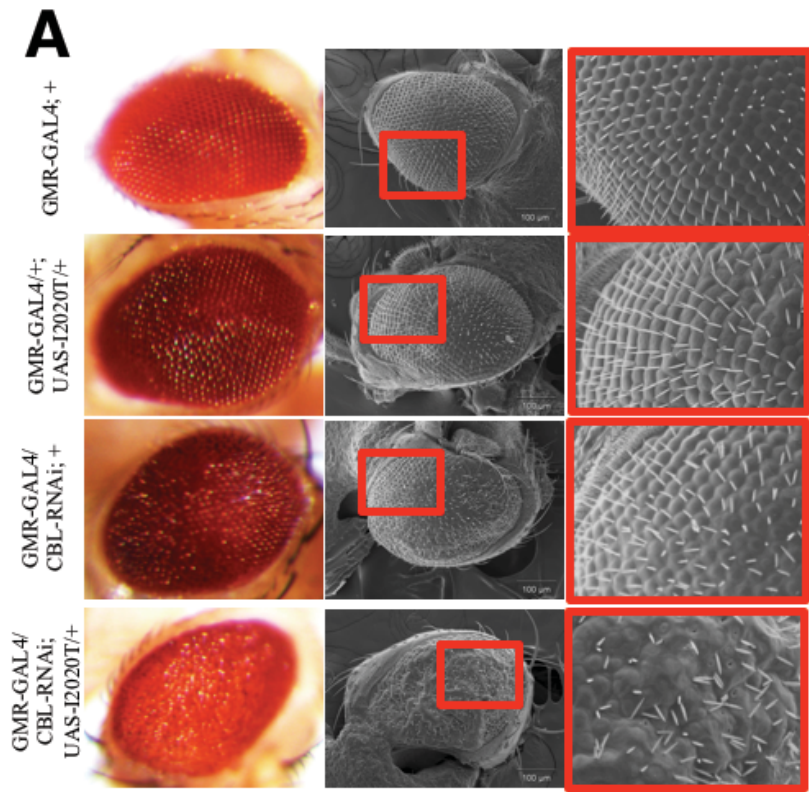 A
GMR-GAL4; +
100 µm
GMR-GAL4/+;
UAS-I2020T/+
100 µm
GMR-GAL4/
CBL-RNAi; +
100 µm
GMR-GAL4/
CBL-RNAi;
UAS-I2020T/+
100 µm